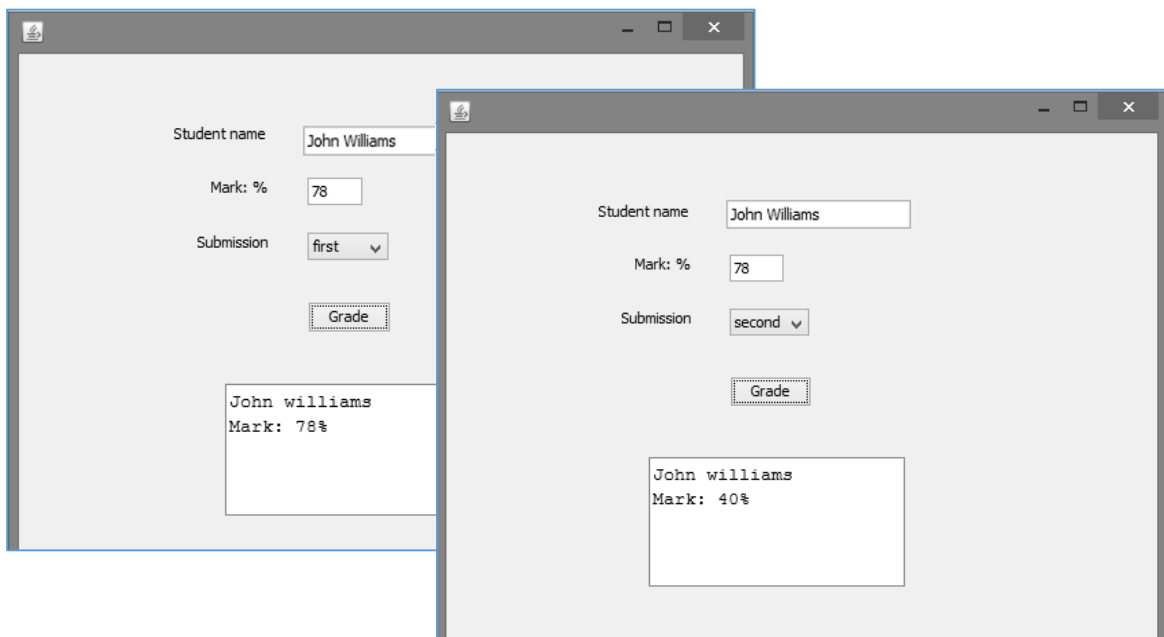 Student name
John Williams
Mark: %
78
Submission
first
Grade
John williams
Mark: 78%
Student name
John Williams
Mark: %
78
Submission
second
Grade
John williams
Mark: 40%